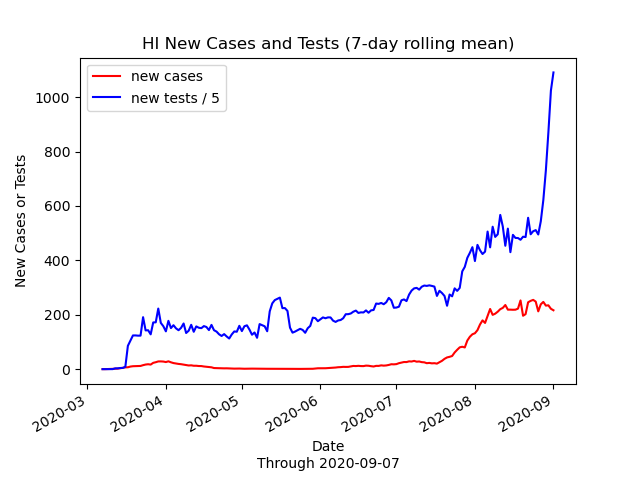 HI New Cases and Tests (7-day rolling mean)
new cases
new tests / 5
New Cases or Tests
1000
800
600
400
200
0
2020-03
2020-04
2020-05
2020-06
2020-07
2020-08
2020-09
Date
Through 2020-09-07